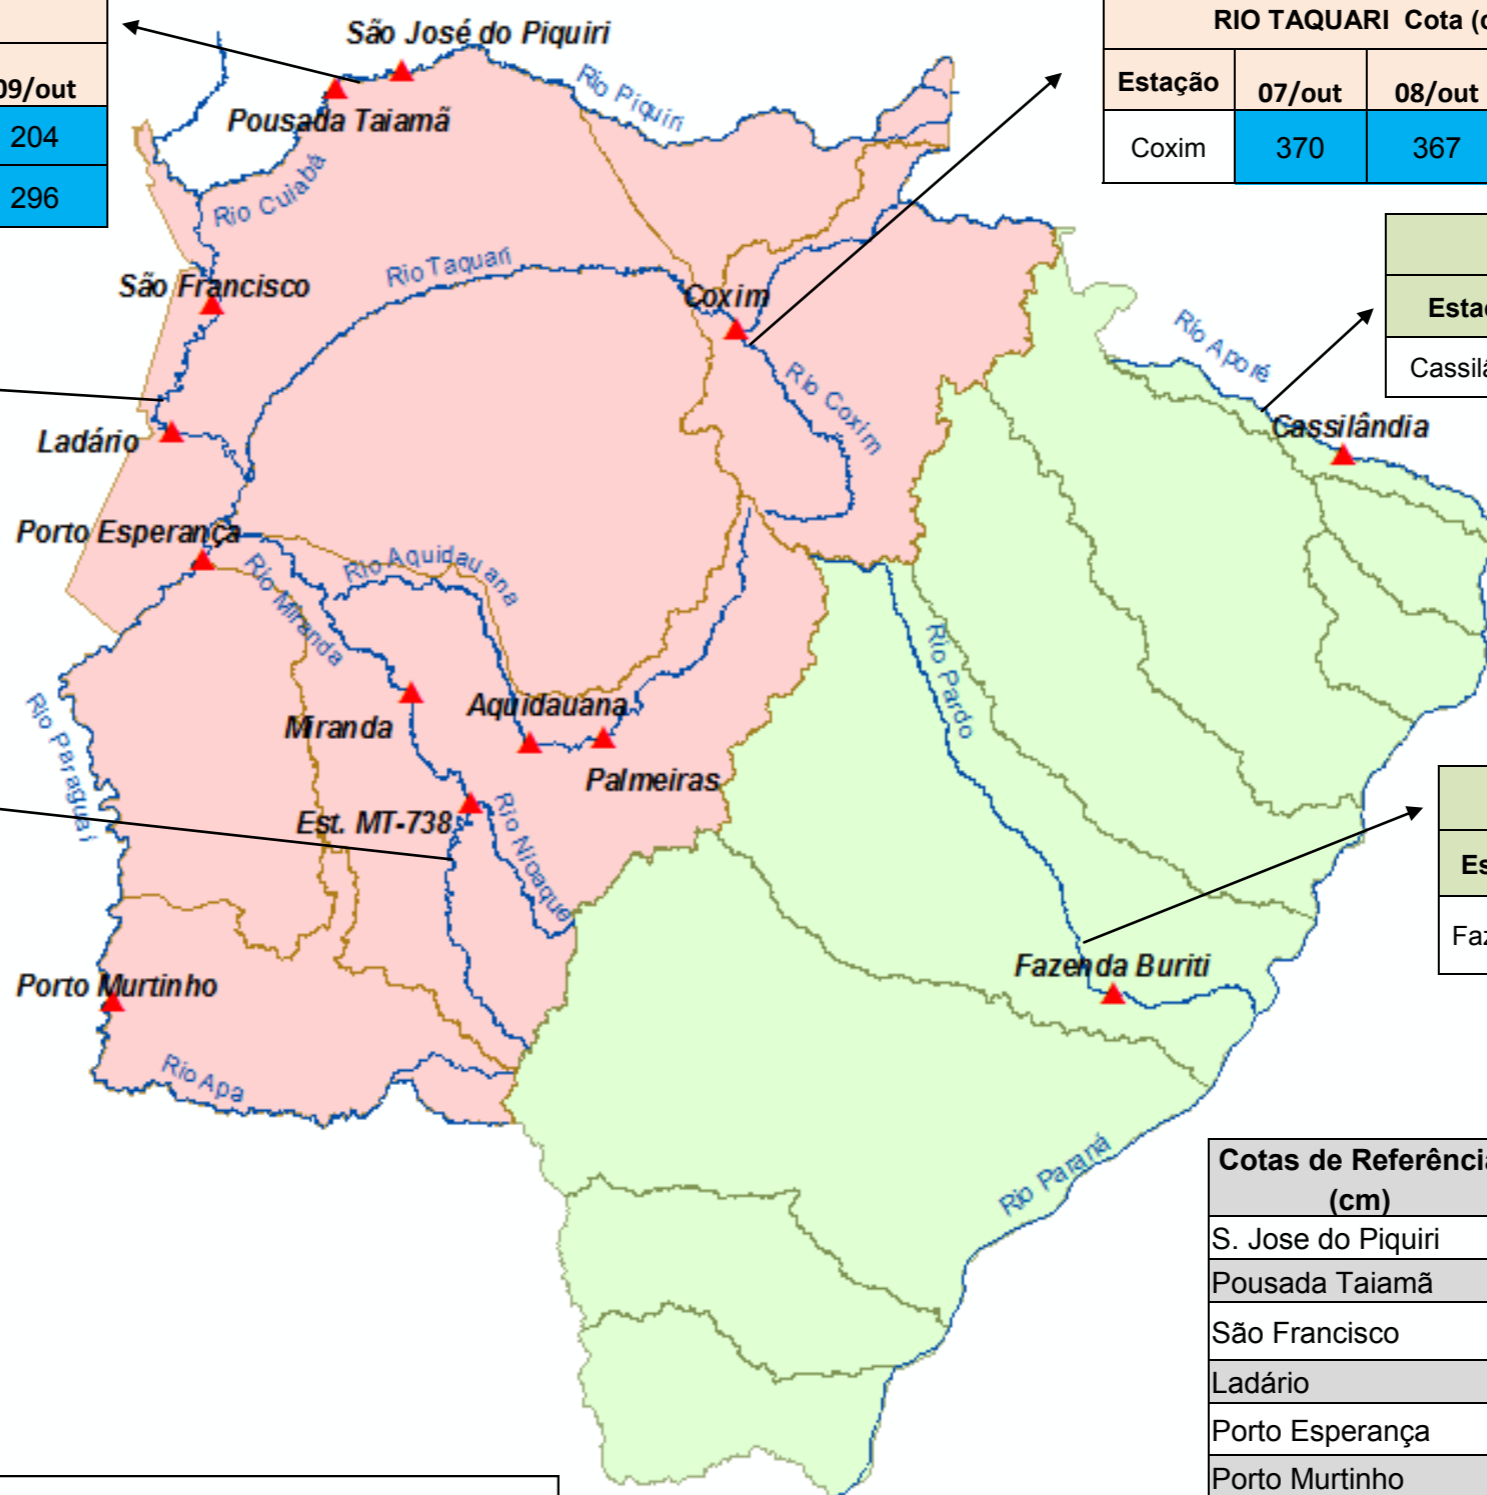 09/out
204
296
RIO TAQUARI Cota (c
Estação 07/out 08/out
Coxim 370 367
São José do Piquiri
Rio Piquiri
Pousada Taiamã
Rio Cuiabá
Rio Taquari
São Francisco
Coxim
Rio Coxim
Ladário
Porto Esperança
Rio Aquidauana
Rio Miranda
Rio Paraguai
Miranda
Aquidauana
Palmeiras
Est. MT-738
Rio Nioaque
Porto Murtinho
Rio Apa
Rio Aporé
Cassilândia
Rio Pardo
Fazenda Buriti
Rio Paraná
Esta
Cassilâ
Es
Faz
Cotas de Referência
(cm)
S. Jose do Piquiri
Pousada Taiamã
São Francisco
Ladário
Porto Esperança
Porto Murtinho